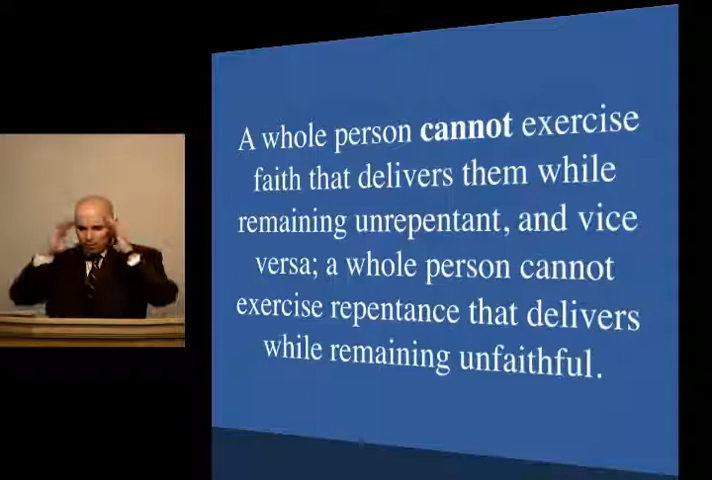 A whole person cannot exercise
faith that delivers them while
remaining unrepentant, and vice
versa; a whole person cannot
exercise repentance that delivers
while remaining unfaithful.